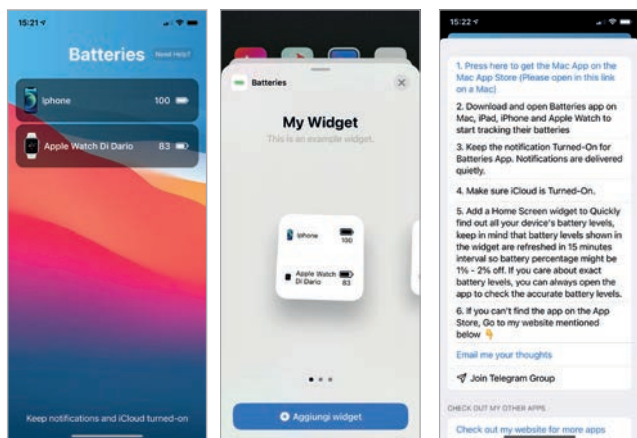 15:21
Batteries
Need Help?
Iphone
100
Apple Watch Di Dario
83
Keep notifications and iCloud turned-on
Batteries
My Widget
This is an example widget.
Iphone
100
Apple Watch
Di Dario
83
Aggiungi widget
15:22
1. Press here to get the Mac App on the
Mac App Store (Please open in this link
on a Mac)
2. Download and open Batteries app on
Mac, iPad, iPhone and Apple Watch to
start tracking their batteries
3. Keep the notification Turned-On for
Batteries App. Notifications are delivered
quietly.
4. Make sure iCloud is Turned-On.
5. Add a Home Screen widget to Quickly
find out all your device's battery levels,
keep in mind that battery levels shown in
the widget are refreshed in 15 minutes
interval so battery percentage might be
1% - 2% off. If you care about exact
battery levels, you can always open the
app to check the accurate battery levels.
6. If you can't find the app on the App
Store, Go to my website mentioned
below 👇
Email me your thoughts
Join Telegram Group
CHECK OUT MY OTHER APPS
Check out my website for more apps